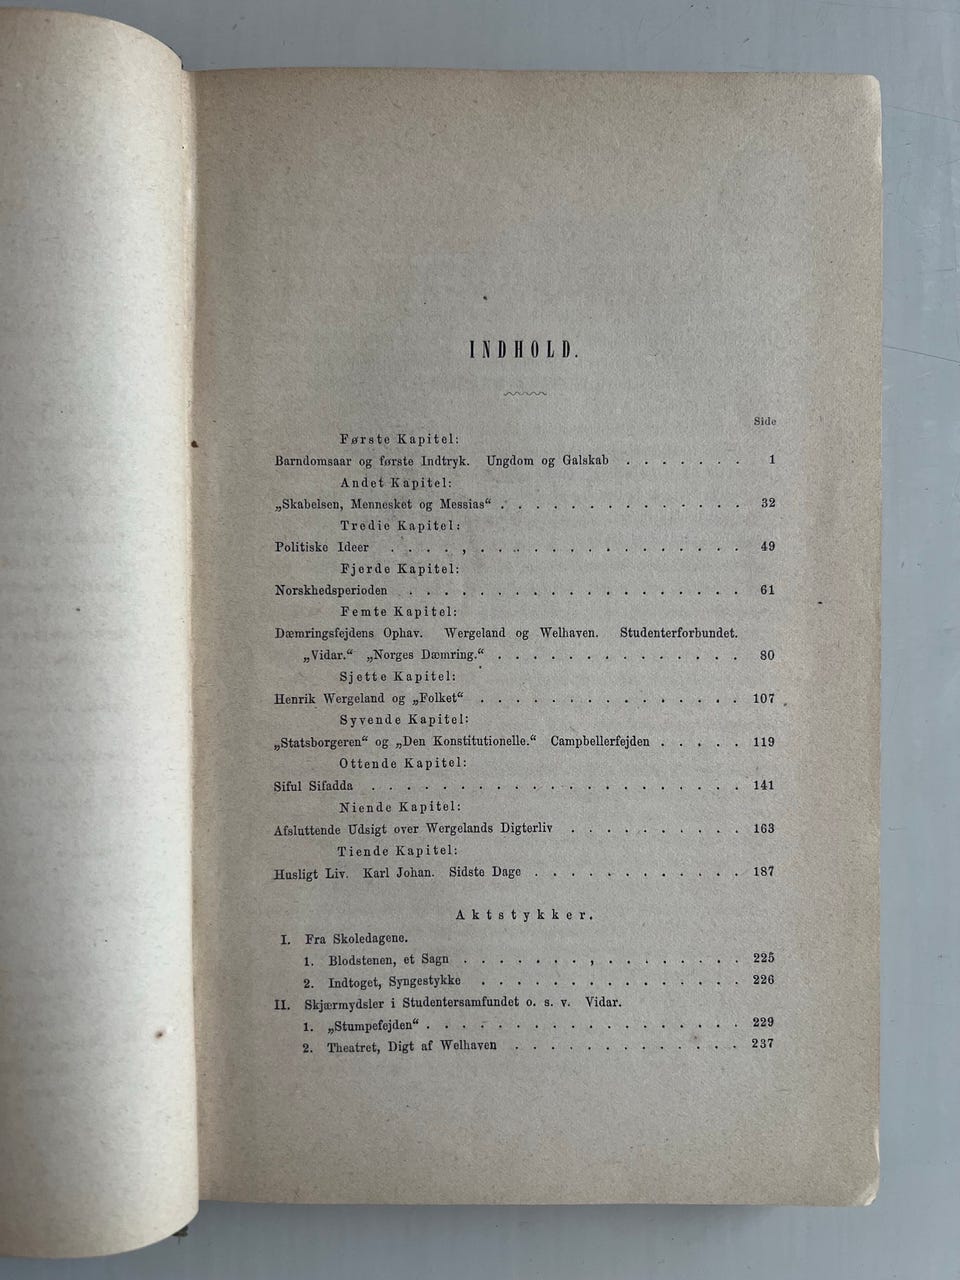 INDHOLD.
Side
Første Kapitel:
Barndomsaar og første Indtryk. Ungdom og Galskab . . . . . . . 1
Andet Kapitel:
„Skabelsen, Mennesket og Messias“ . . . . . . . . . . . . . . 32
Tredie Kapitel:
Politiske Ideer . . . . , . . . . . . . . . . . . . . . 49
Fjerde Kapitel:
Norskhedsperioden . . . . . . . . . . . . . . . . . . . 61
Femte Kapitel:
Dæmringsfejdens Ophav. Wergeland og Welhaven. Studenterforbundet.
„Vidar.“ „Norges Dæmring.“ . . . . . . . . . . . . . . 80
Sjette Kapitel:
Henrik Wergeland og „Folket“ . . . . . . . . . . . . . . . 107
Syvende Kapitel:
„Statsborgeren“ og „Den Konstitutionelle.“ Campbellerfejden . . . . . 119
Ottende Kapitel:
Siful Sifadda . . . . . . . . . . . . . . . . . . . . . 141
Niende Kapitel:
Afsluttende Udsigt over Wergelands Digterliv . . . . . . . . . . 163
Tiende Kapitel:
Husligt Liv. Karl Johan. Sidste Dage . . . . . . . . . . . . 187
Aktstykker.
I. Fra Skoledagene.
1. Blodstenen, et Sagn . . . . . . . , . . . . . . . . 225
2. Indtoget, Syngestykke . . . . . . . . . . . . . . . 226
II. Skjærmydsler i Studentersamfundet o. s. v. Vidar.
1. „Stumpefejden“ . . . . . . . . . . . . . . . . . . 229
2. Theatret, Digt af Welhaven . . . . . . . . . . . . . 237